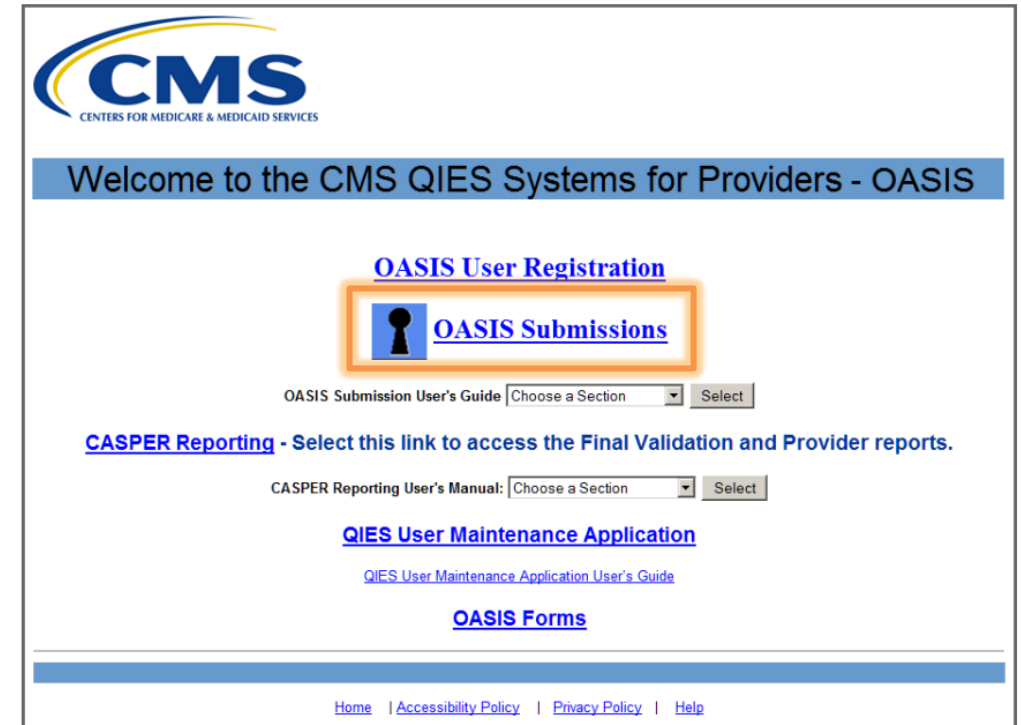 CMS
CENTERS FOR MEDICARE & MEDICAID SERVICES
Welcome to the CMS QIES Systems for Providers - OASIS
OASIS User Registration
OASIS Submissions
OASIS Submission User's Guide Choose a Section Select
CASPER Reporting - Select this link to access the Final Validation and Provider reports.
CASPER Reporting User's Manual: Choose a Section Select
QIES User Maintenance Application
QIES User Maintenance Application User's Guide
OASIS Forms
Home | Accessibility Policy | Privacy Policy | Help